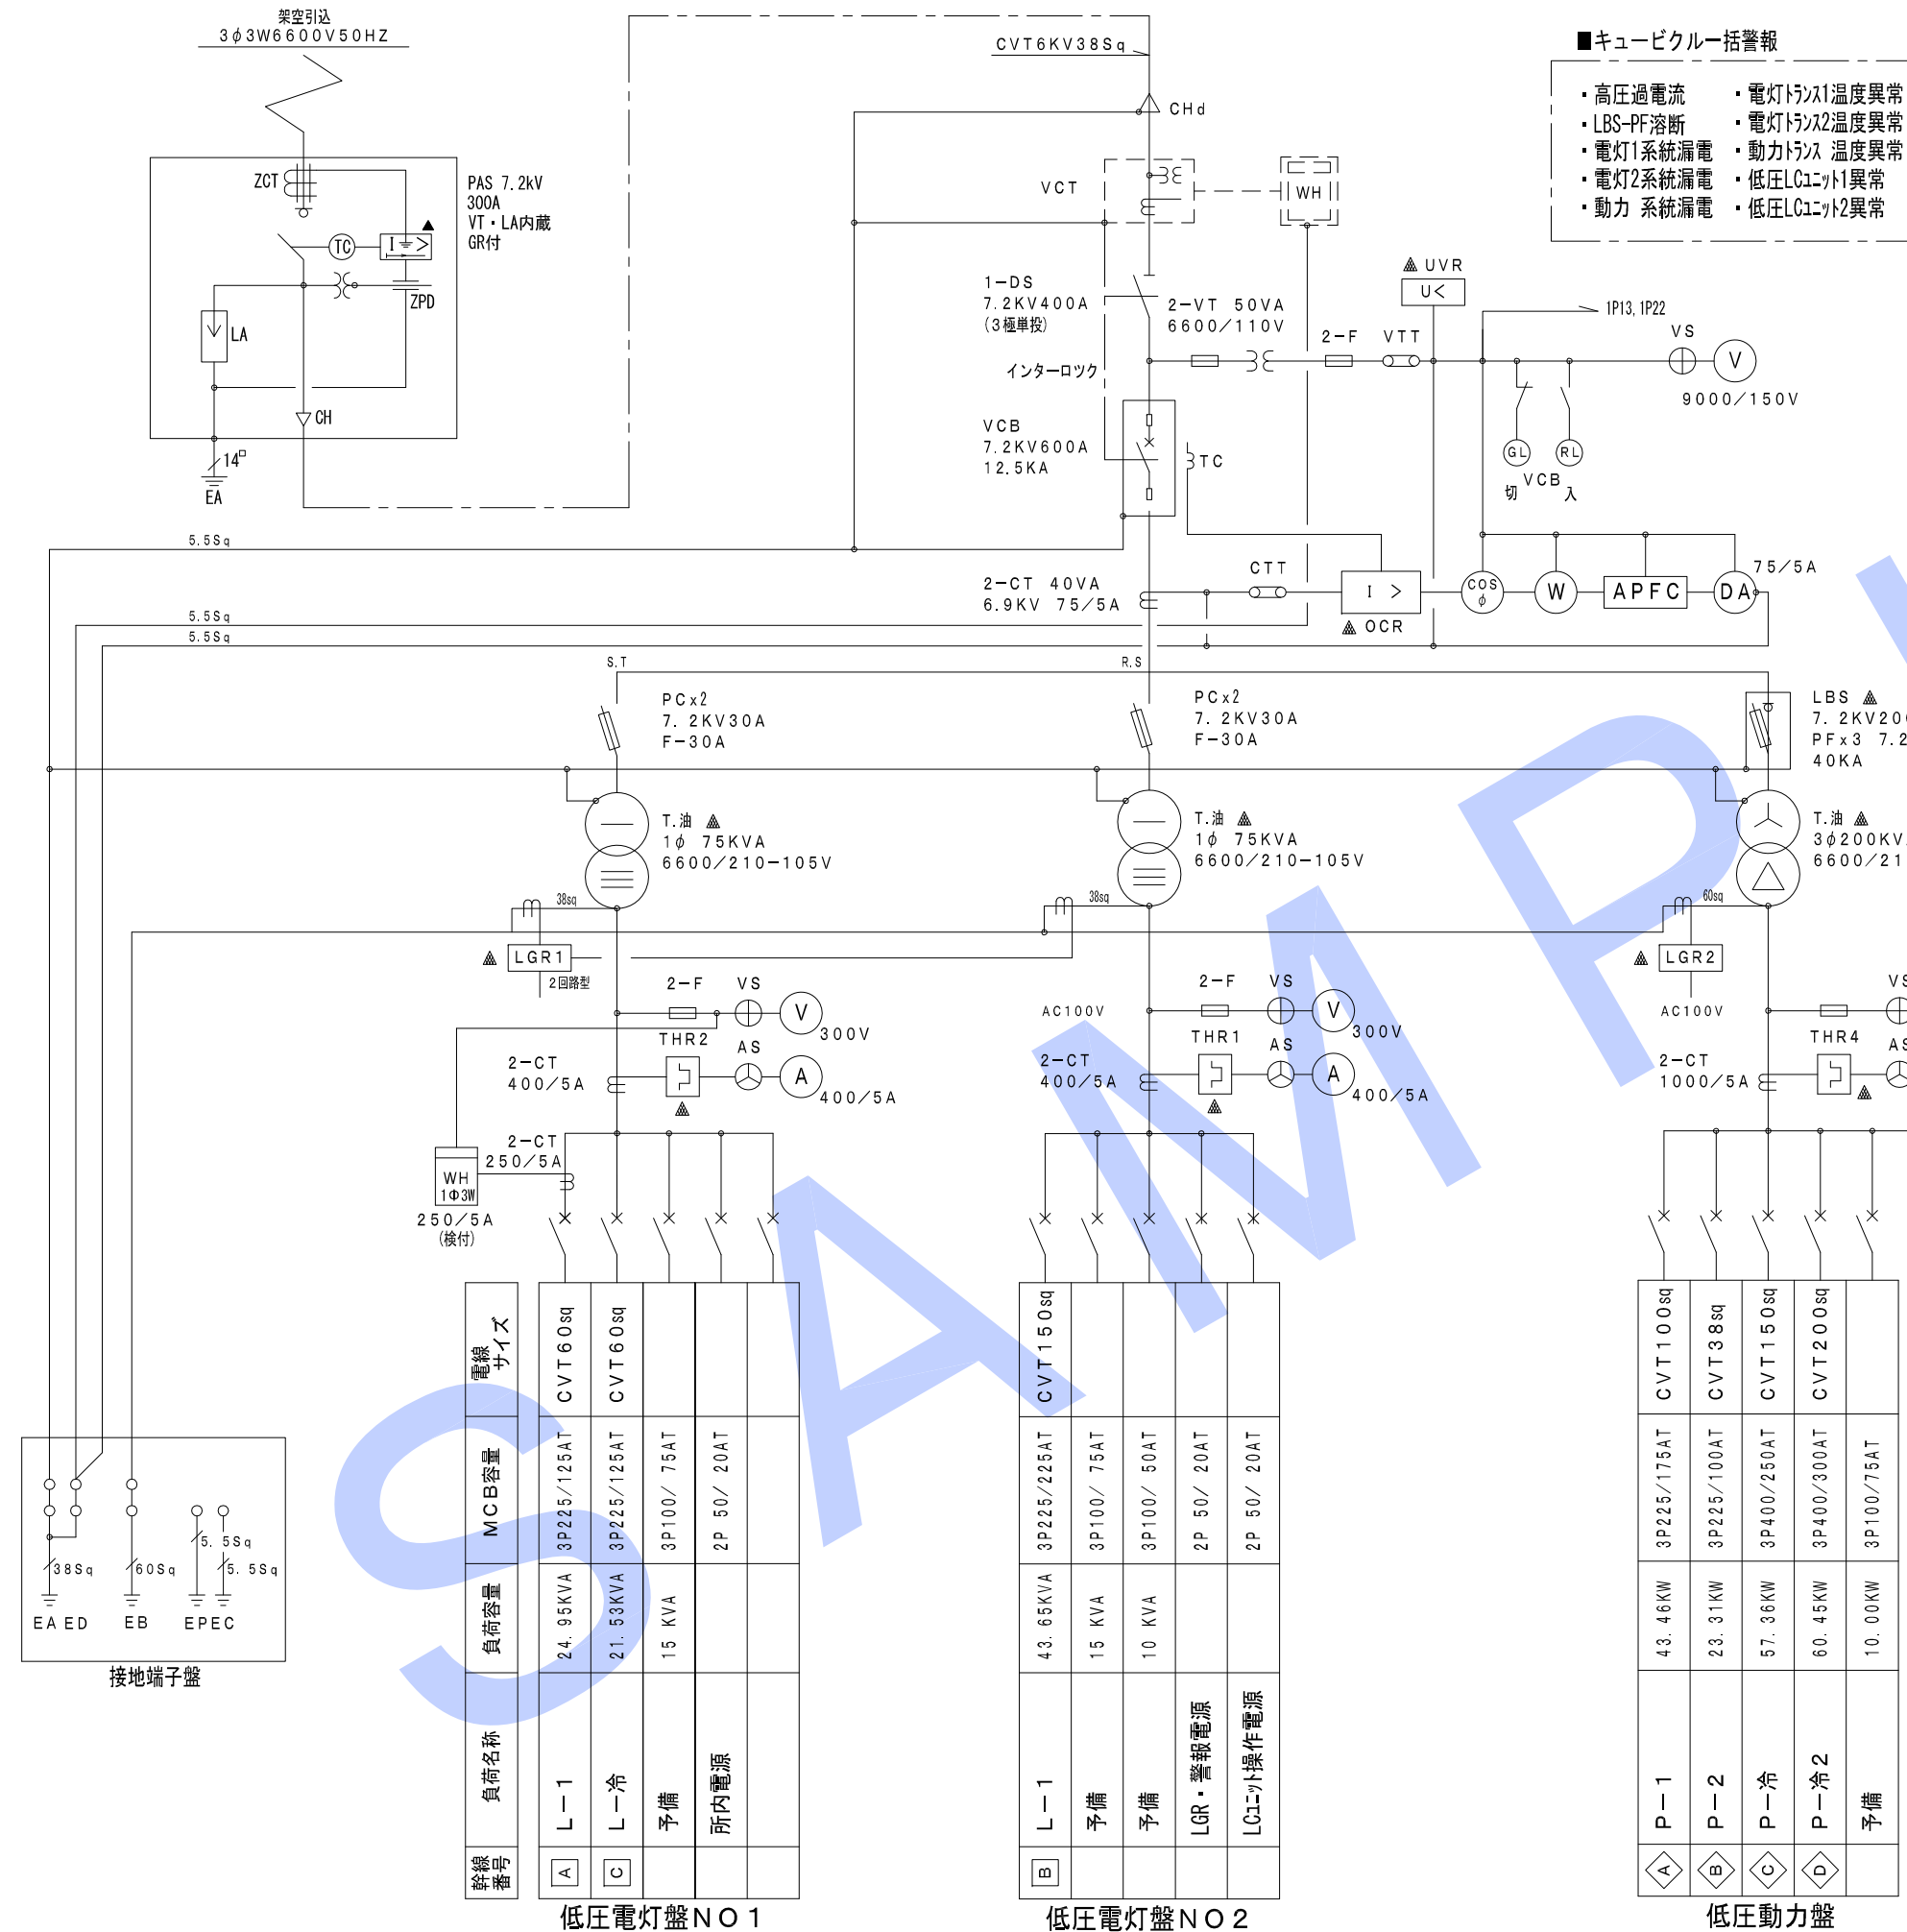 架空引込
3φ3W6600V50HZ
ZCT
PAS 7.2kV
300A
VT・LA内蔵
GR付
TC
I >
ZPD
LA
CH
14□
EA
CVT6KV38Sq
CHd
VCT
WH
■キュービクル一括警報
・高圧過電流 ・電灯トランス1温度異常
・LBS-PF溶断 ・電灯トランス2温度異常
・電灯1系統漏電 ・動力トランス 温度異常
・電灯2系統漏電 ・低圧LCユニット1異常
・動力 系統漏電 ・低圧LCユニット2異常
1-DS
7.2KV400A
(3極単投)
2-VT 50VA
6600/110V
インターロック
UVR
U<
2-F
VTT
1P13,1P22
VS
V
9000/150V
VCB
7.2KV600A
12.5KA
TC
GL
RL
切 VCB 入
5.5Sq
5.5Sq
5.5Sq
2-CT 40VA
6.9KV 75/5A
CTT
I >
OCR
COS
φ
W
APFC
DA
75/5A
S.T
R.S
PCx2
7.2KV30A
F-30A
PCx2
7.2KV30A
F-30A
LBS
7.2KV20
PFx3 7.2
40KA
T.油
1φ 75KVA
6600/210-105V
T.油
1φ 75KVA
6600/210-105V
T.油
3φ200KV
6600/21
38sq
38sq
60sq
LGR1
2回路型
LGR2
AC100V
AC100V
2-F
VS
V
300V
THR2
AS
A
2-CT
400/5A
400/5A
2-F
VS
V
300V
THR1
AS
A
2-CT
400/5A
400/5A
VS
THR4
AS
2-CT
1000/5A
2-CT
250/5A
WH
1Φ3W
250/5A
(検付)
電線サイズ
MCB容量
負荷容量
負荷名称
幹線番号
CVT60sq
3P225/125AT
24.95KVA
L-1
A
CVT60sq
3P225/125AT
21.53KVA
L-冷
C
3P100/ 75AT
15 KVA
予備
2P 50/ 20AT
所内電源
低圧電灯盤NO1
CVT150sq
3P225/225AT
43.65KVA
L-1
B
3P100/ 75AT
15 KVA
予備
3P100/ 50AT
10 KVA
予備
2P 50/ 20AT
LGR・警報電源
2P 50/ 20AT
LCユニット操作電源
低圧電灯盤NO2
CVT100sq
3P225/175AT
43.46KW
P-1
A
CVT38sq
3P225/100AT
23.31KW
P-2
B
CVT150sq
3P400/250AT
57.36KW
P-冷
C
CVT200sq
3P400/300AT
60.45KW
P-冷2
D
3P100/75AT
10.00KW
予備
低圧動力盤
38Sq
60Sq
5.5Sq
5.5Sq
EA ED
EB
EP EC
接地端子盤
SAMP